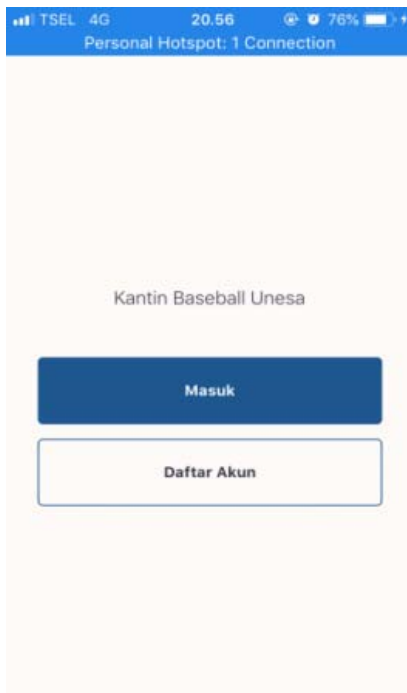 TSEL 4G 20.56 76%
Personal Hotspot: 1 Connection
Kantin Baseball Unesa
Masuk
Daftar Akun